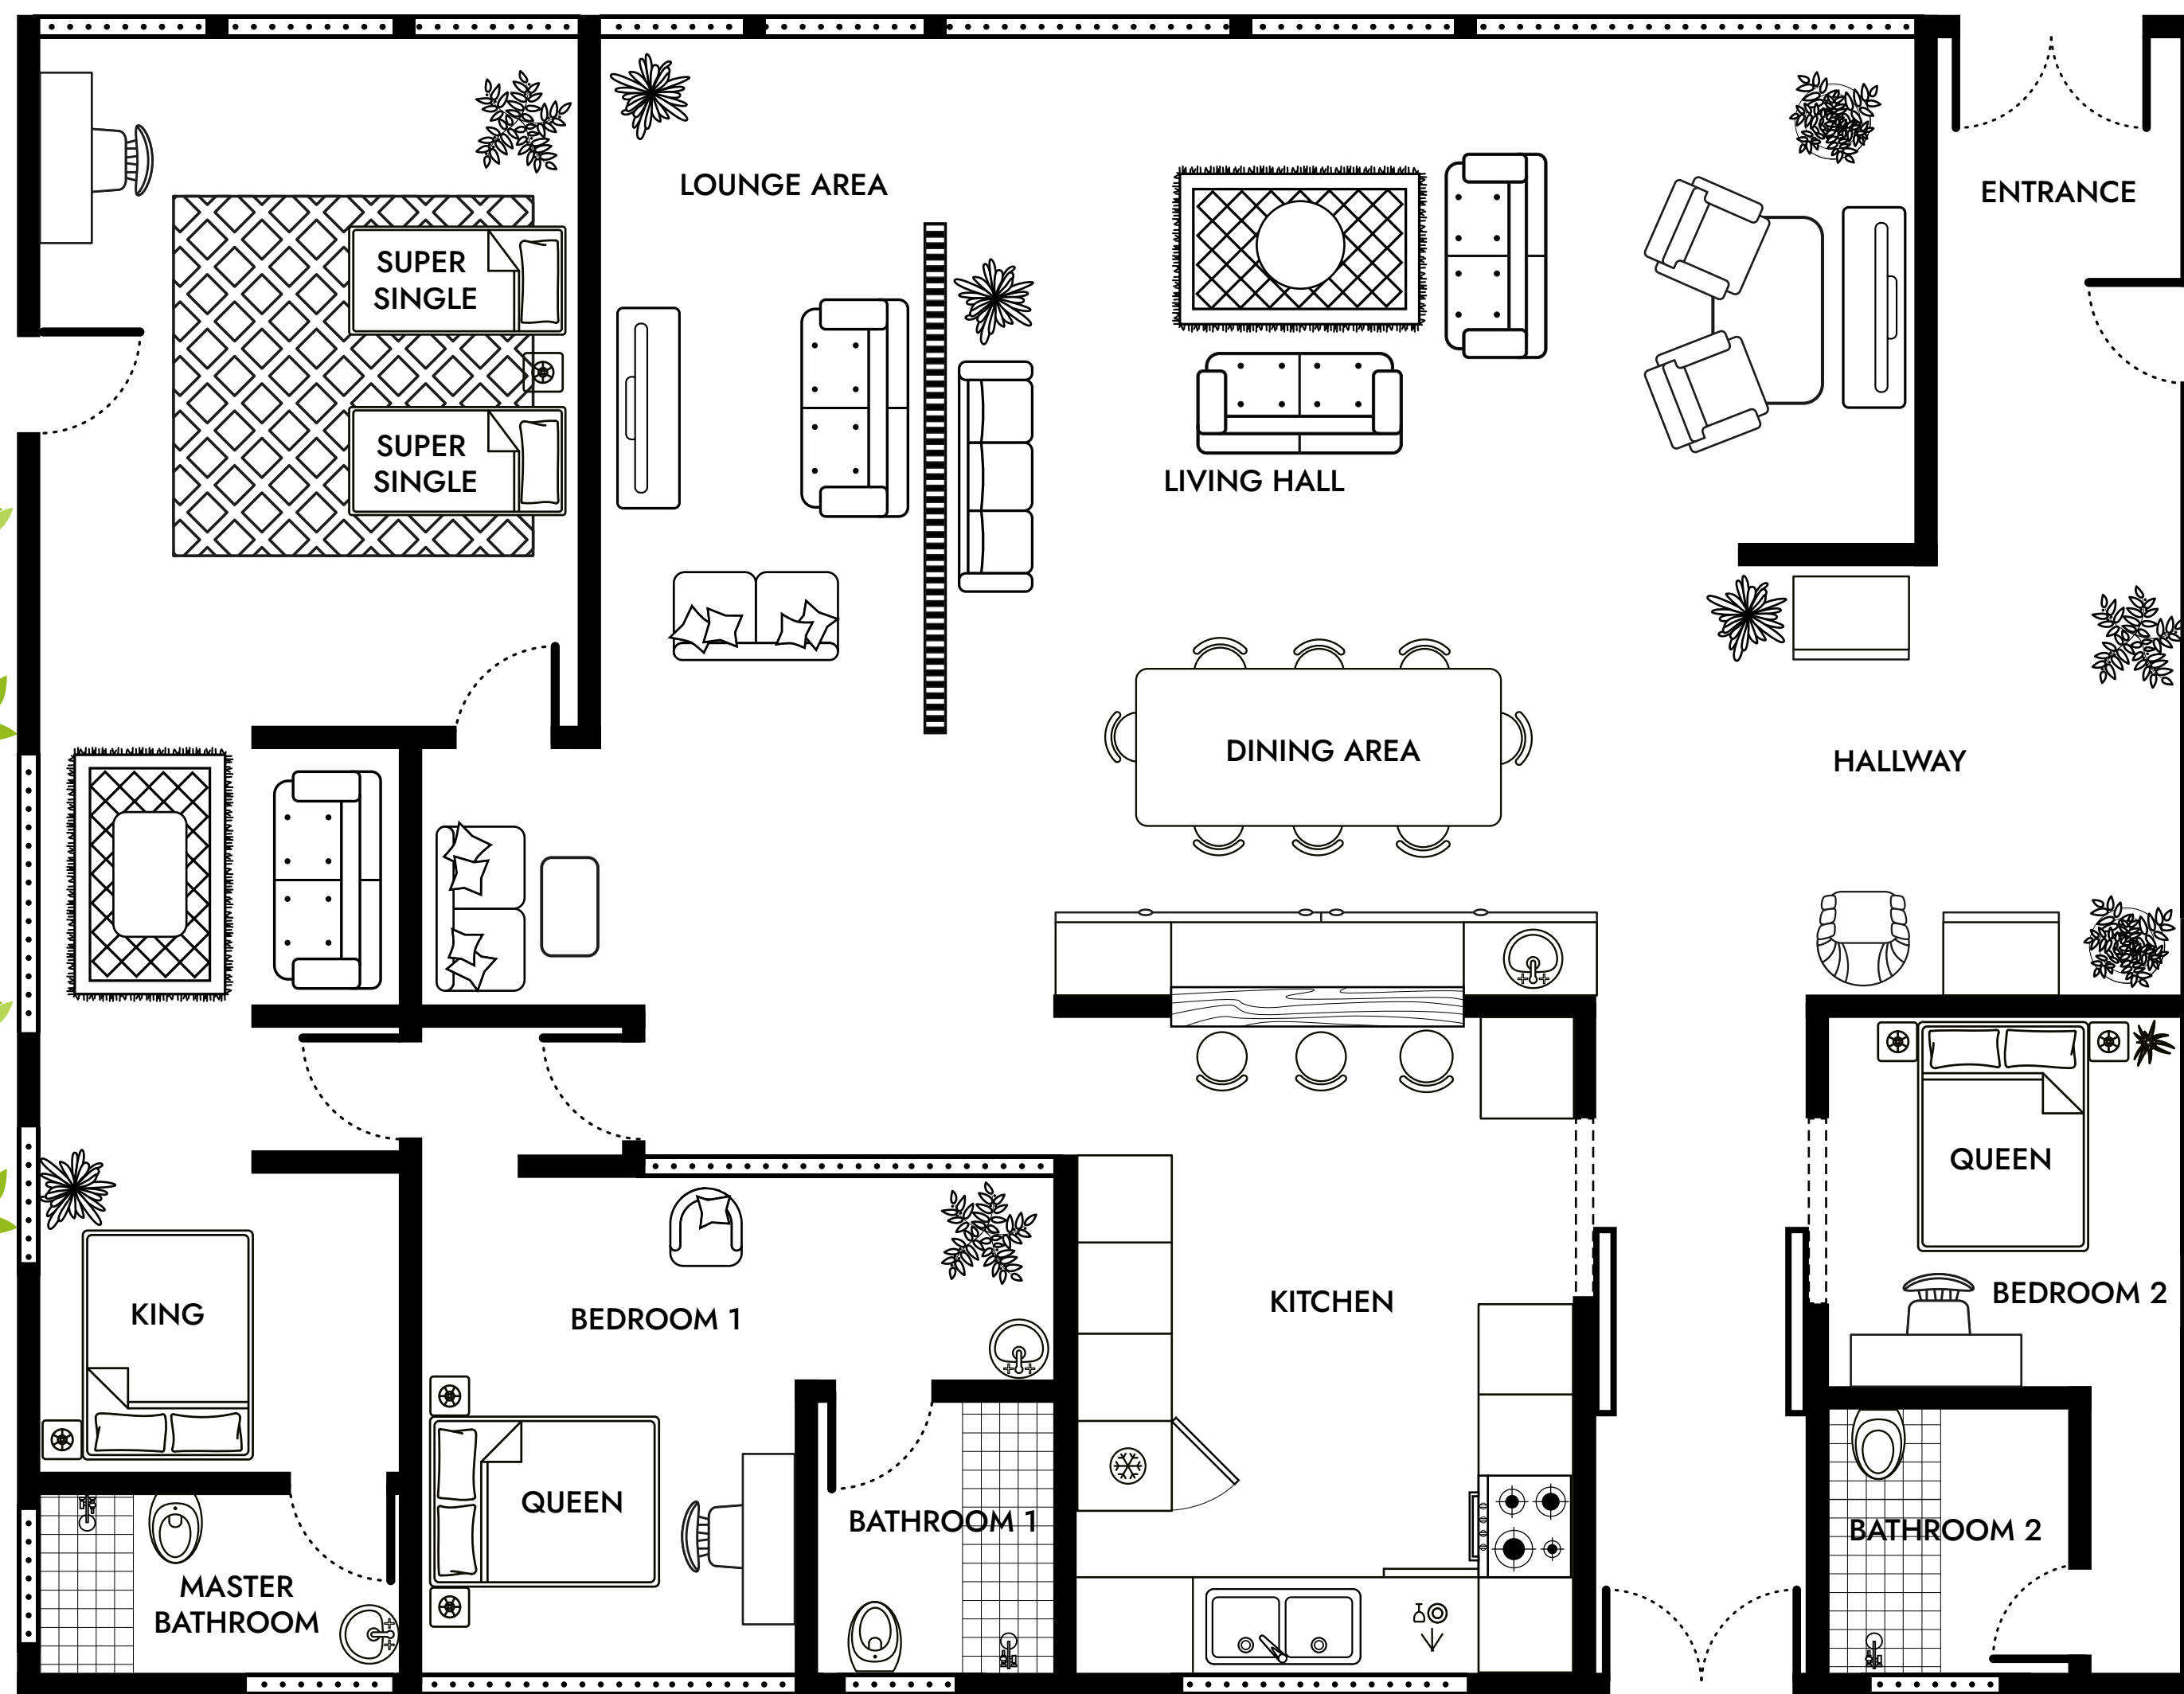 LOUNGE AREA
ENTRANCE
SUPER
SINGLE
SUPER
SINGLE
LIVING HALL
DINING AREA
HALLWAY
QUEEN
BEDROOM 2
KING
BEDROOM 1
KITCHEN
QUEEN
BATHROOM 1
BATHROOM 2
MASTER
BATHROOM